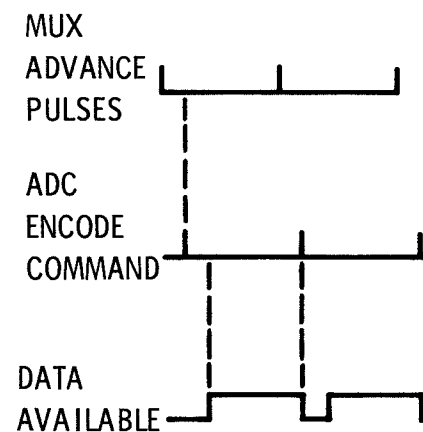 MUX
ADVANCE
PULSES
ADC
ENCODE
COMMAND
DATA
AVAILABLE